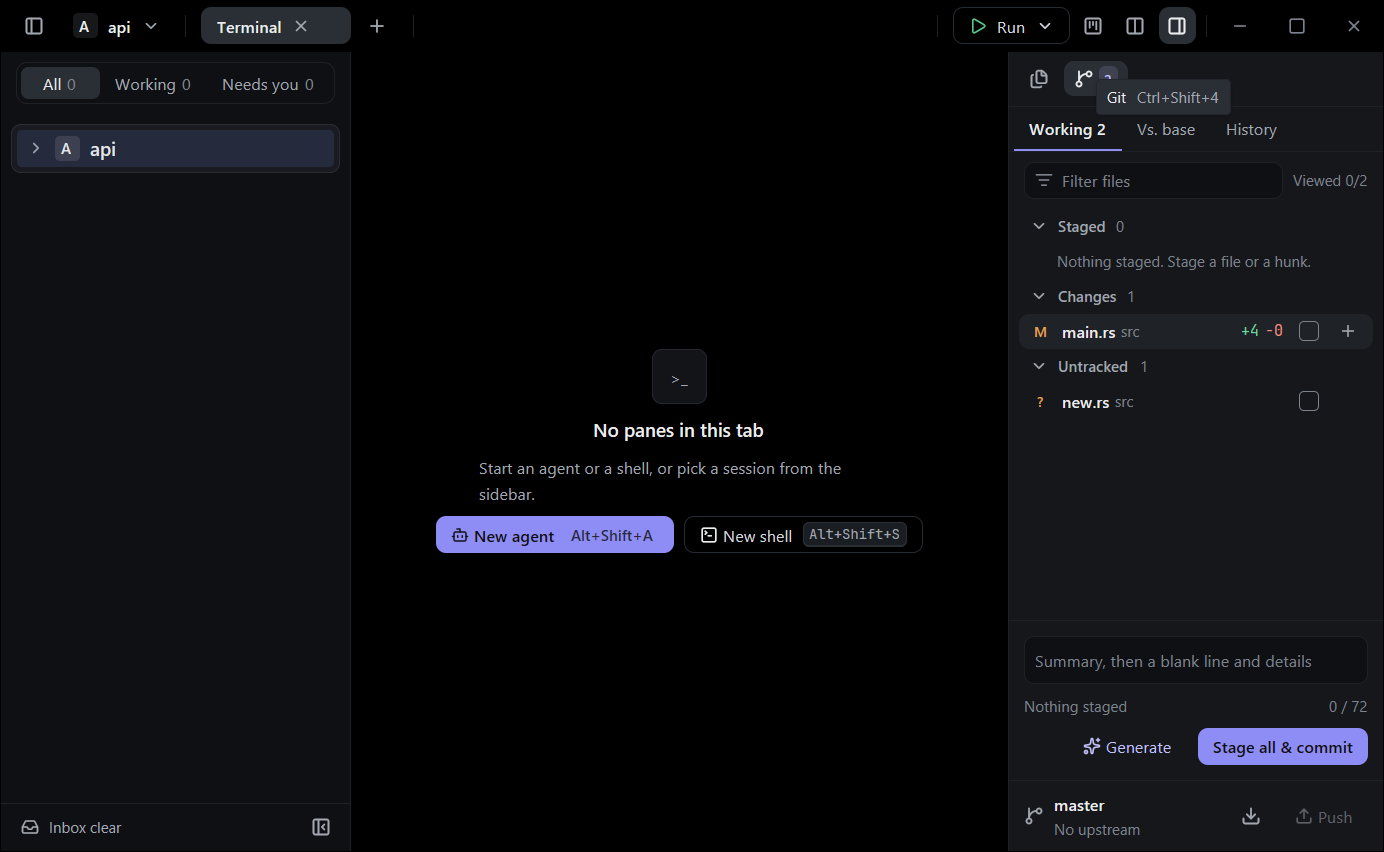 A api
Terminal
Run
All 0
Working 0
Needs you 0
A api
Inbox clear
>_
No panes in this tab
Start an agent or a shell, or pick a session from the
sidebar.
New agent Alt+Shift+A
New shell Alt+Shift+S
Git Ctrl+Shift+4
Working 2
Vs. base
History
Filter files
Viewed 0/2
Staged 0
Nothing staged. Stage a file or a hunk.
Changes 1
M main.rs src +4 -0
Untracked 1
? new.rs src
Summary, then a blank line and details
Nothing staged
0 / 72
Generate
Stage all & commit
master
No upstream
Push